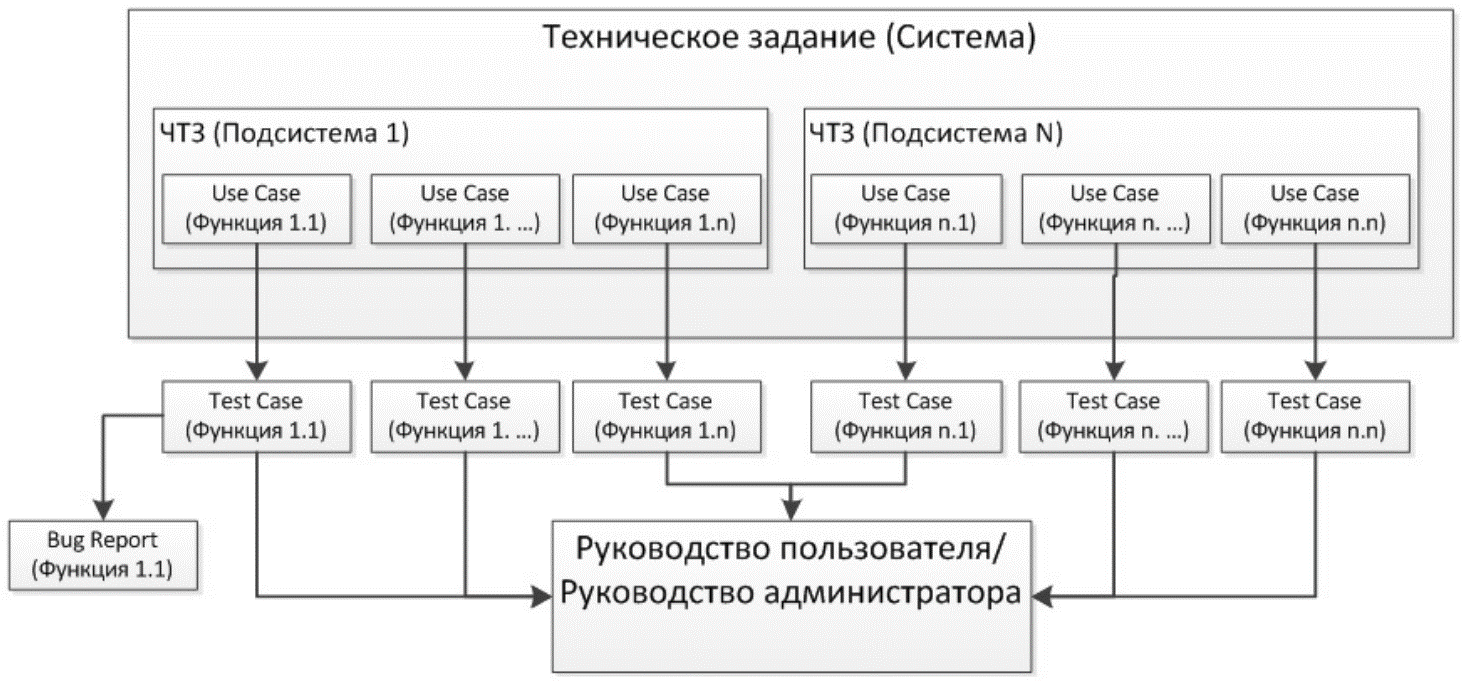 Техническое задание (Система)
ЧТЗ (Подсистема 1)
ЧТЗ (Подсистема N)
Use Case
(Функция 1.1)
Use Case
(Функция 1. ...)
Use Case
(Функция 1.n)
Use Case
(Функция n.1)
Use Case
(Функция n. ...)
Use Case
(Функция n.n)
Test Case
(Функция 1.1)
Test Case
(Функция 1. ...)
Test Case
(Функция 1.n)
Test Case
(Функция n.1)
Test Case
(Функция n. ...)
Test Case
(Функция n.n)
Bug Report
(Функция 1.1)
Руководство пользователя/
Руководство администратора